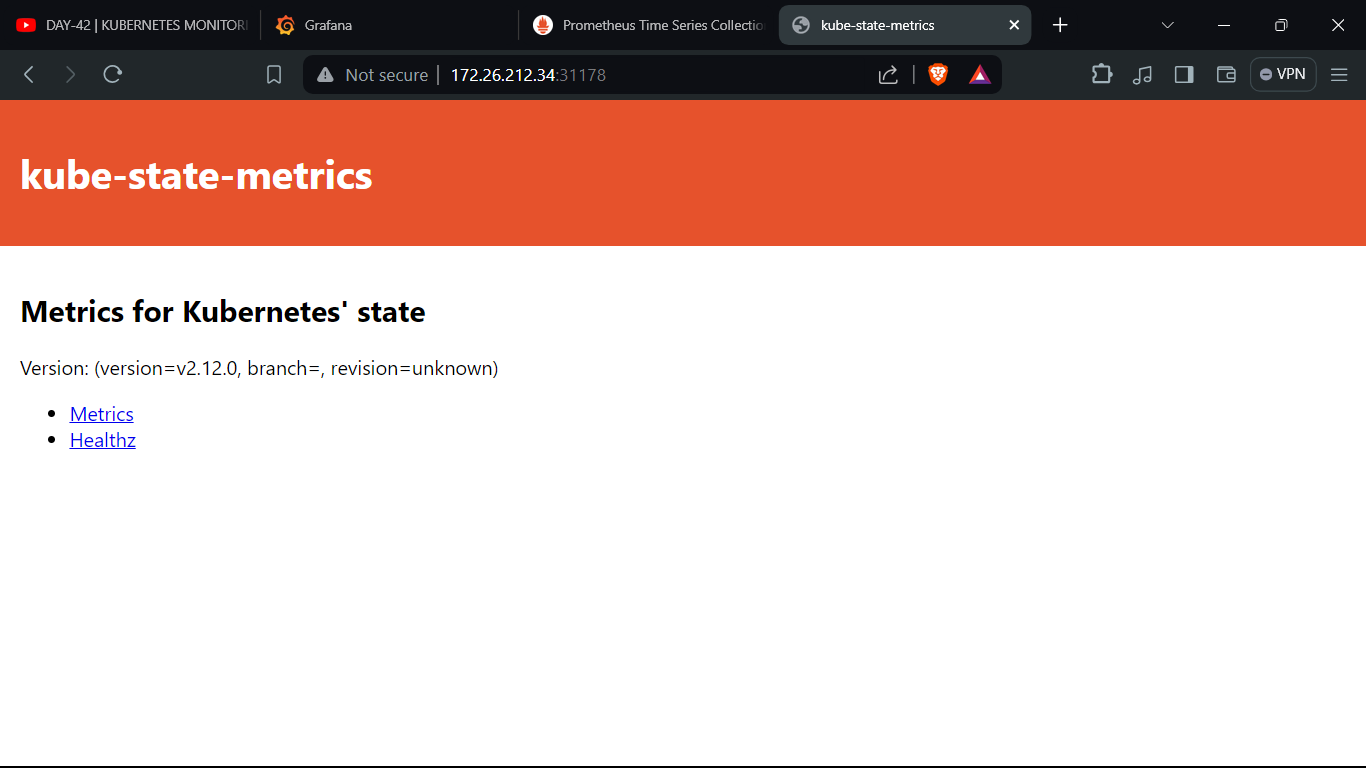 DAY-42 | KUBERNETES MONITORI
Grafana
Prometheus Time Series Collectio
kube-state-metrics
Not secure
172.26.212.34:31178
VPN
kube-state-metrics
Metrics for Kubernetes' state
Version: (version=v2.12.0, branch=, revision=unknown)
Metrics
Healthz